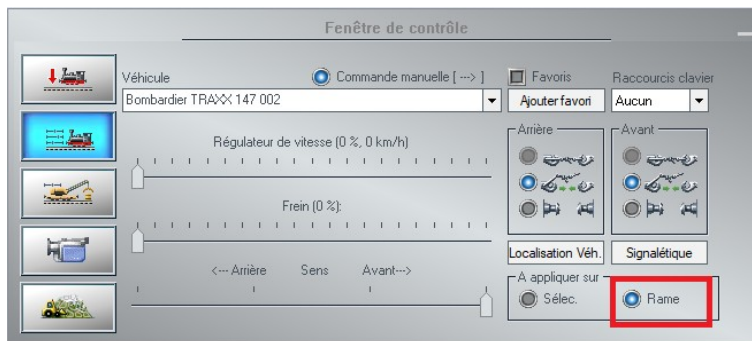 Fenêtre de contrôle
Véhicule
Commande manuelle [ ---> ]
Favoris
Raccourcis clavier
Bombardier TRAXX 147 002
Ajouter favori
Aucun
Régulateur de vitesse (0 %, 0 km/h)
Arrière
Avant
Frein (0 %):
Localisation Véh.
Signalétique
<--- Arrière Sens Avant--->
A appliquer sur
Sélec.
Rame